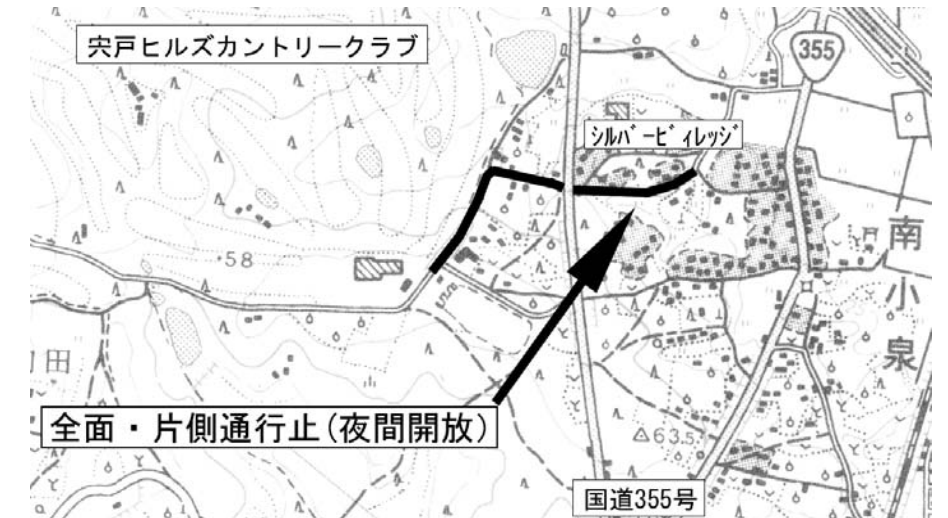 宍戸ヒルズカントリークラブ
355
シルバービィレッジ
・58
南小泉
田
全面・片側通行止(夜間開放)
△63.5
国道355号